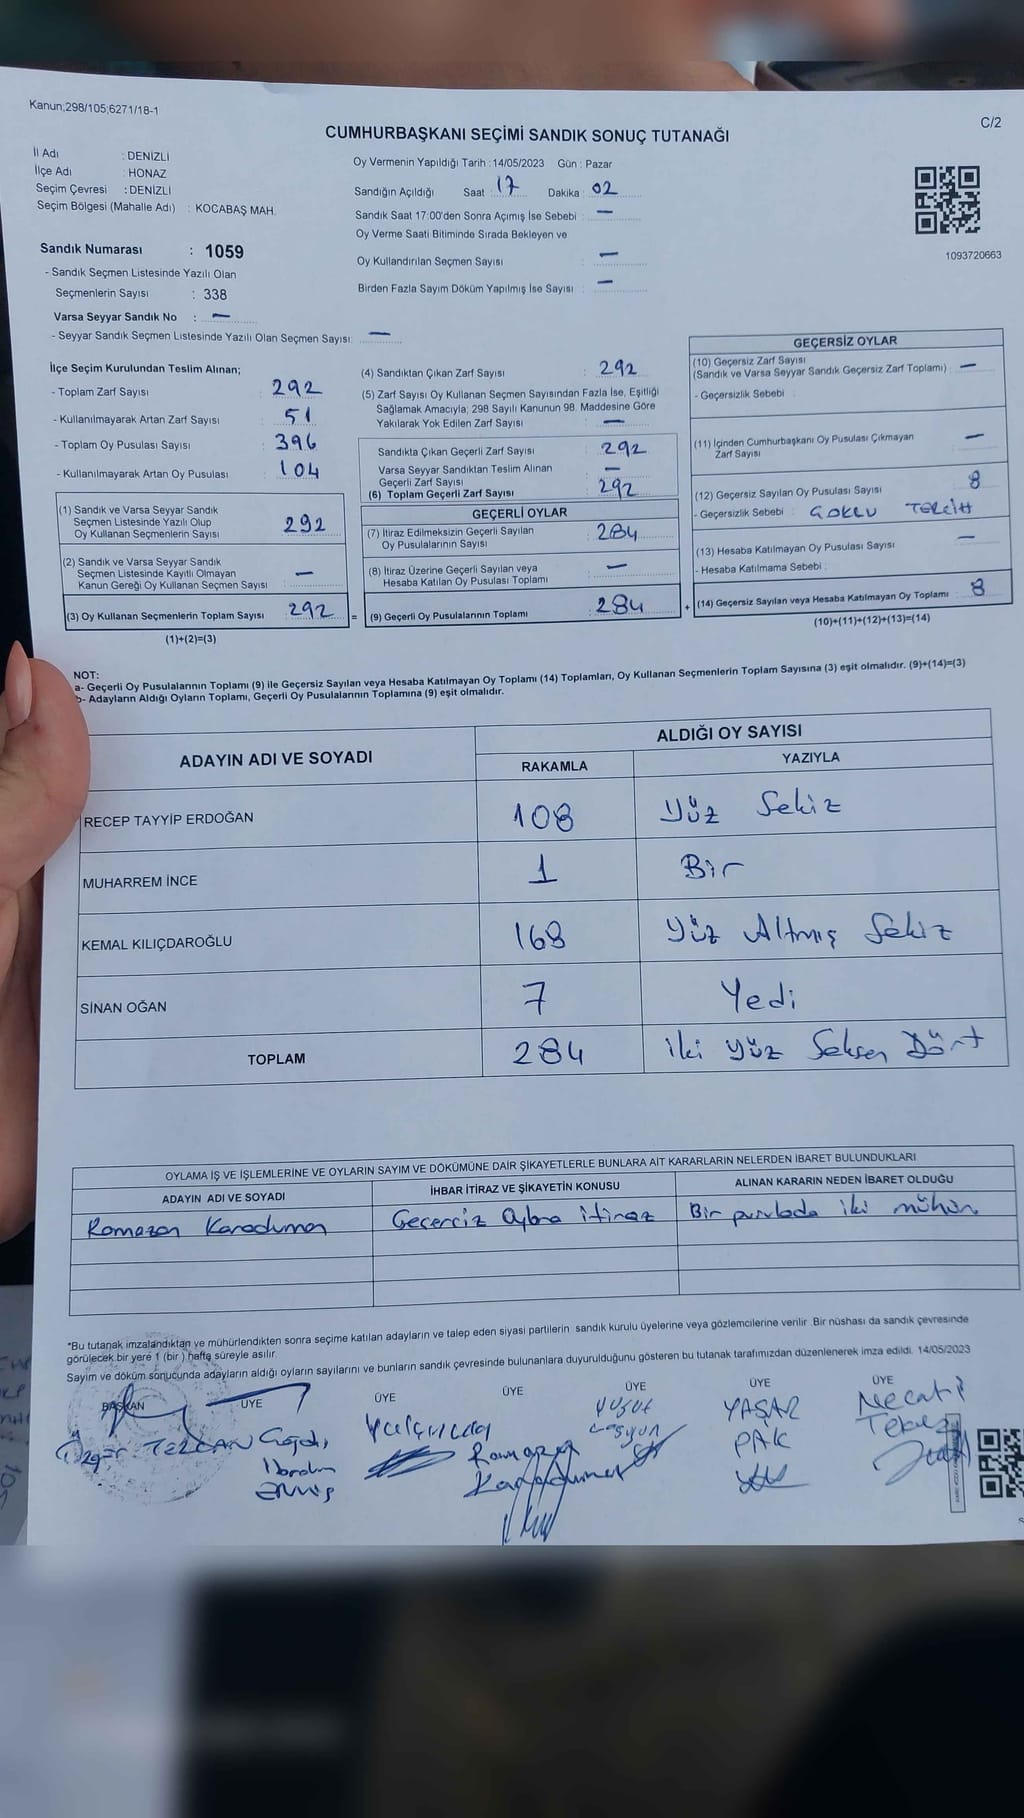 Kanun;298/105;6271/18-1
C/2
CUMHURBAŞKANI SEÇİMİ SANDIK SONUÇ TUTANAĞI
İl Adı : DENİZLİ
İlçe Adı : HONAZ
Seçim Çevresi : DENİZLİ
Seçim Bölgesi (Mahalle Adı) : KOCABAŞ MAH.
Oy Vermenin Yapıldığı Tarih : 14/05/2023 Gün : Pazar
Sandığın Açıldığı Saat 17 Dakika 02
Sandık Saat 17:00'den Sonra Açımış İse Sebebi : —
Oy Verme Saati Bitiminde Sırada Bekleyen ve
Oy Kullandırılan Seçmen Sayısı : —
Birden Fazla Sayım Döküm Yapılmış İse Sayısı : —
1093720663
Sandık Numarası : 1059
- Sandık Seçmen Listesinde Yazılı Olan
Seçmenlerin Sayısı : 338
Varsa Seyyar Sandık No : —
- Seyyar Sandık Seçmen Listesinde Yazılı Olan Seçmen Sayısı: —
İlçe Seçim Kurulundan Teslim Alınan;
- Toplam Zarf Sayısı : 292
- Kullanılmayarak Artan Zarf Sayısı : 51
- Toplam Oy Pusulası Sayısı : 396
- Kullanılmayarak Artan Oy Pusulası : 104
(1) Sandık ve Varsa Seyyar Sandık
Seçmen Listesinde Yazılı Olup
Oy Kullanan Seçmenlerin Sayısı : 292
(2) Sandık ve Varsa Seyyar Sandık
Seçmen Listesinde Kayıtlı Olmayan
Kanun Gereği Oy Kullanan Seçmen Sayısı : —
(3) Oy Kullanan Seçmenlerin Toplam Sayısı 292 =
(1)+(2)=(3)
(4) Sandıktan Çıkan Zarf Sayısı : 292
(5) Zarf Sayısı Oy Kullanan Seçmen Sayısından Fazla İse, Eşitliği
Sağlamak Amacıyla; 298 Sayılı Kanunun 98. Maddesine Göre
Yakılarak Yok Edilen Zarf Sayısı : —
Sandıkta Çıkan Geçerli Zarf Sayısı : 292
Varsa Seyyar Sandıktan Teslim Alınan
Geçerli Zarf Sayısı : —
(6) Toplam Geçerli Zarf Sayısı : 292
GEÇERLİ OYLAR
(7) İtiraz Edilmeksizin Geçerli Sayılan
Oy Pusulalarının Sayısı : 284
(8) İtiraz Üzerine Geçerli Sayılan veya
Hesaba Katılan Oy Pusulası Toplamı : —
(9) Geçerli Oy Pusulalarının Toplamı : 284 +
GEÇERSİZ OYLAR
(10) Geçersiz Zarf Sayısı
(Sandık ve Varsa Seyyar Sandık Geçersiz Zarf Toplamı) : —
- Geçersizlik Sebebi :
(11) İçinden Cumhurbaşkanı Oy Pusulası Çıkmayan
Zarf Sayısı : —
(12) Geçersiz Sayılan Oy Pusulası Sayısı : 8
- Geçersizlik Sebebi : ÇOKLU TERCİH
(13) Hesaba Katılmayan Oy Pusulası Sayısı : —
- Hesaba Katılmama Sebebi :
(14) Geçersiz Sayılan veya Hesaba Katılmayan Oy Toplamı : 8
(10)+(11)+(12)+(13)=(14)
NOT:
a- Geçerli Oy Pusulalarının Toplamı (9) ile Geçersiz Sayılan veya Hesaba Katılmayan Oy Toplamı (14) Toplamları, Oy Kullanan Seçmenlerin Toplam Sayısına (3) eşit olmalıdır. (9)+(14)=(3)
b- Adayların Aldığı Oyların Toplamı, Geçerli Oy Pusulalarının Toplamına (9) eşit olmalıdır.
ADAYIN ADI VE SOYADI
ALDIĞI OY SAYISI
RAKAMLA YAZIYLA
RECEP TAYYİP ERDOĞAN 108 Yüz Sekiz
MUHARREM İNCE 1 Bir
KEMAL KILIÇDAROĞLU 168 Yüz Altmış Sekiz
SİNAN OĞAN 7 Yedi
TOPLAM 284 iki yüz Seksen Dört
OYLAMA İŞ VE İŞLEMLERİNE VE OYLARIN SAYIM VE DÖKÜMÜNE DAİR ŞİKAYETLERLE BUNLARA AİT KARARLARIN NELERDEN İBARET BULUNDUKLARI
ADAYIN ADI VE SOYADI İHBAR İTİRAZ VE ŞİKAYETİN KONUSU ALINAN KARARIN NEDEN İBARET OLDUĞU
Ramazan Karaduman Geçersiz Oylara itiraz Bir pusulada iki mühür
*Bu tutanak imzalandıktan ve mühürlendikten sonra seçime katılan adayların ve talep eden siyasi partilerin sandık kurulu üyelerine veya gözlemcilerine verilir. Bir nüshası da sandık çevresinde
görülecek bir yere 1 (bir ) hafta süreyle asılır.
Sayım ve döküm sonucunda adayların aldığı oyların sayılarını ve bunların sandık çevresinde bulunanlara duyurulduğunu gösteren bu tutanak tarafımızdan düzenlenerek imza edildi. 14/05/2023
BAŞKAN ÜYE ÜYE ÜYE ÜYE ÜYE ÜYE
Özgür TEZCAN
İbrahim
Ramazan
Karaduman
Yusuf
YAŞAR
PAK
Necati